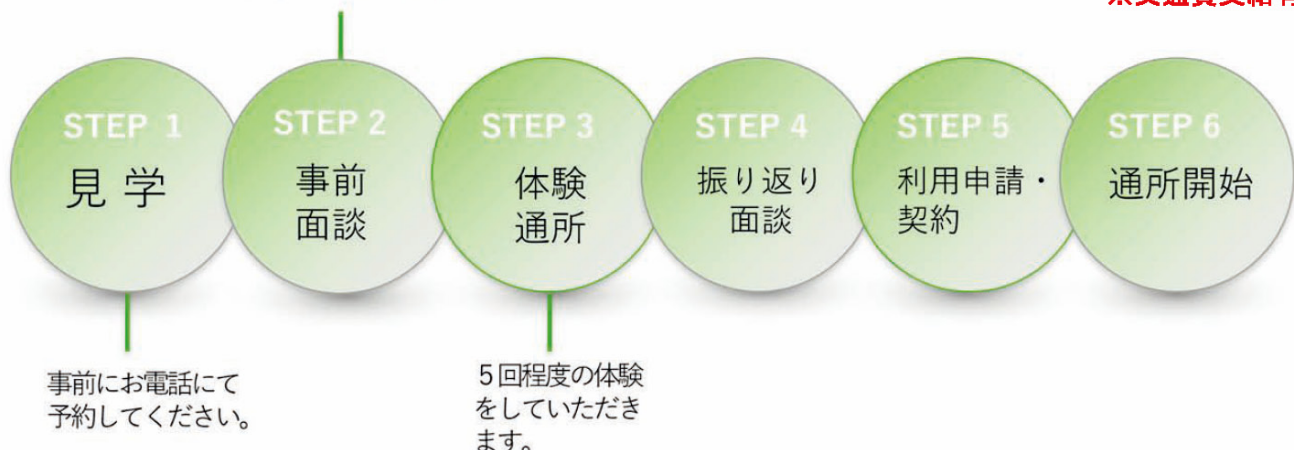 STEP 1
見 学
STEP 2
事前
面談
STEP 3
体験
通所
STEP 4
振り返り
面談
STEP 5
利用申請・
契約
STEP 6
通所開始
事前にお電話にて
予約してください。
５回程度の体験
をしていただき
ます。